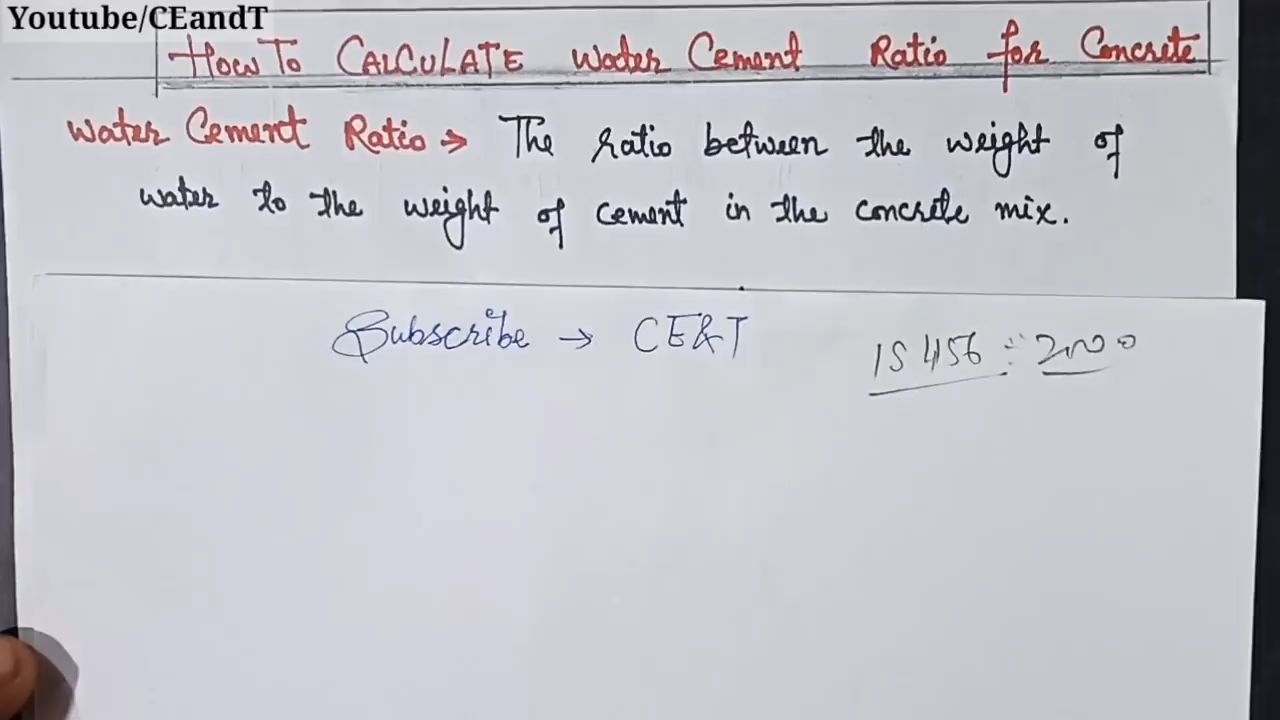 Youtube/CEandT
How To CALCULATE Water Cement Ratio for Concrete
Water Cement Ratio → The ratio between the weight of
water to the weight of cement in the concrete mix.
Subscribe → CE&T
IS 456 : 2000